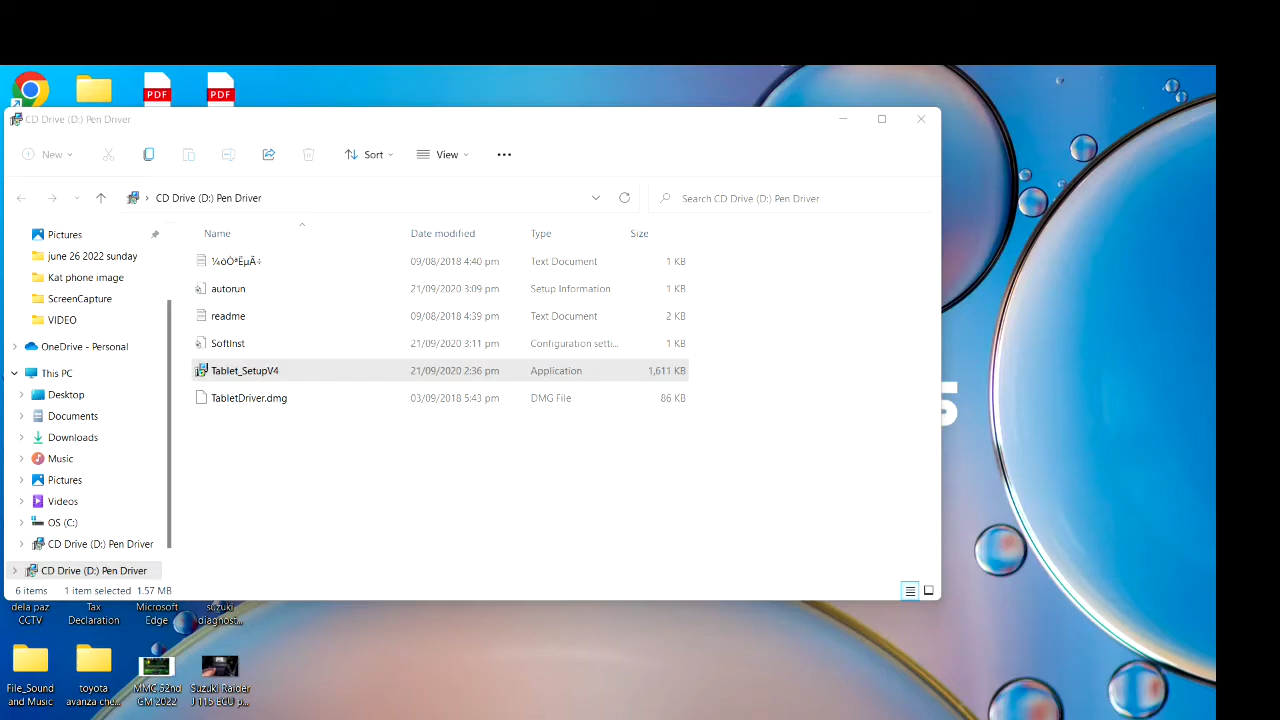 PDF
PDF
CD Drive (D:) Pen Driver
New
Sort
View
CD Drive (D:) Pen Driver
Search CD Drive (D:) Pen Driver
Name
Date modified
Type
Size
¼òÒªËµÃ÷
09/08/2018 4:40 pm
Text Document
1 KB
autorun
21/09/2020 3:09 pm
Setup Information
1 KB
readme
09/08/2018 4:39 pm
Text Document
2 KB
SoftInst
21/09/2020 3:11 pm
Configuration setti...
1 KB
Tablet_SetupV4
21/09/2020 2:36 pm
Application
1,611 KB
TabletDriver.dmg
03/09/2018 5:43 pm
DMG File
86 KB
Pictures
june 26 2022 sunday
Kat phone image
ScreenCapture
VIDEO
OneDrive - Personal
This PC
Desktop
Documents
Downloads
Music
Pictures
Videos
OS (C:)
CD Drive (D:) Pen Driver
CD Drive (D:) Pen Driver
6 items
1 item selected 1.57 MB
dela paz
CCTV
Tax
Declaration
Microsoft
Edge
suzuki
diagnost...
File_Sound
and Music
toyota
avanza che...
MMC 52nd
GM 2022
Suzuki Raider
J 115 ECU p...